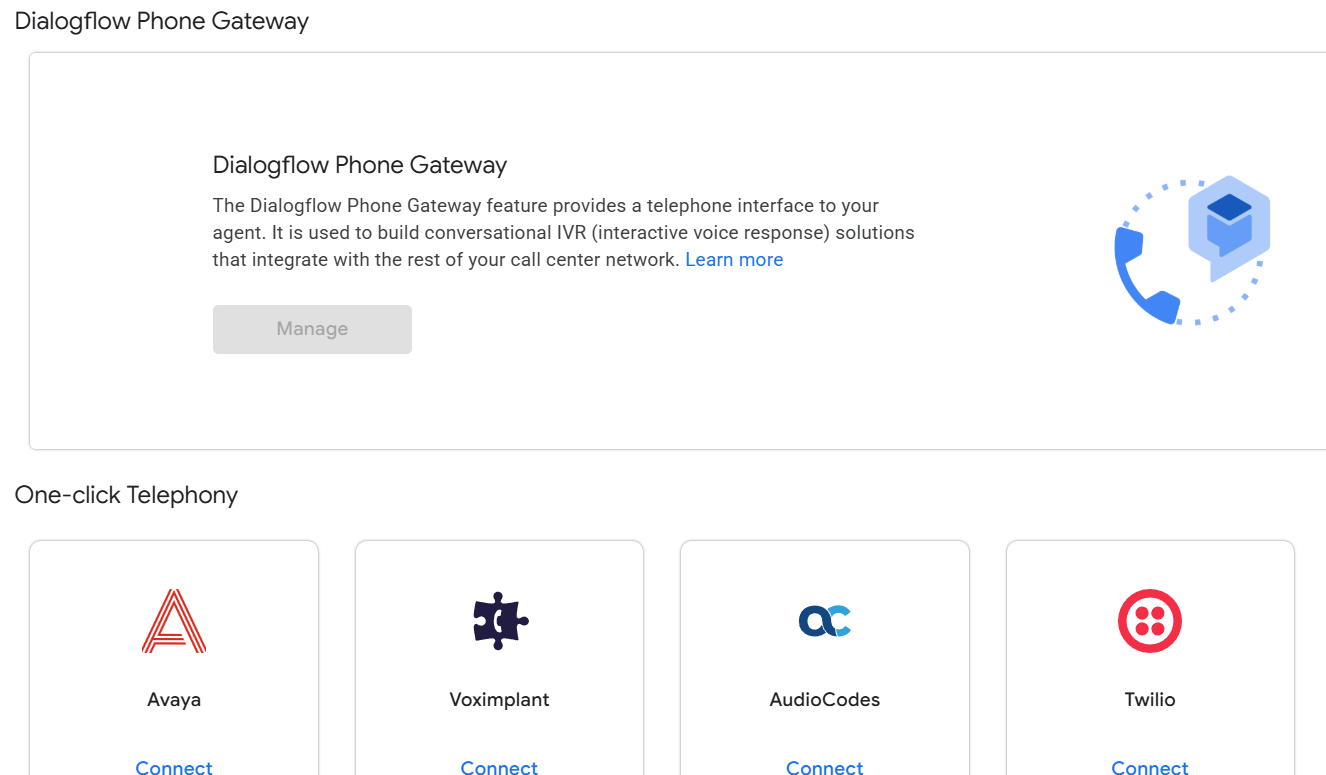 Dialogflow Phone Gateway
Dialogflow Phone Gateway
The Dialogflow Phone Gateway feature provides a telephone interface to your
agent. It is used to build conversational IVR (interactive voice response) solutions
that integrate with the rest of your call center network. Learn more
Manage
One-click Telephony
Avaya
Voximplant
AudioCodes
Twilio
Connect
Connect
Connect
Connect